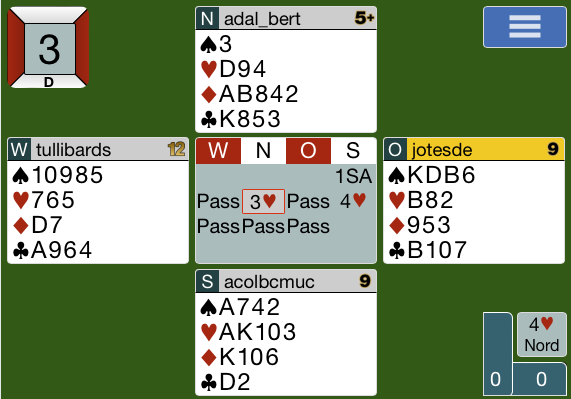 3
D
N adal_bert 5+
♠3
♥D94
♦AB842
♣K853
W tullibards 12
♠10985
♥765
♦D7
♣A964
W N O S
1SA
Pass 3♥ Pass 4♥
Pass Pass Pass
O jotesde 9
♠KDB6
♥B82
♦953
♣B107
S acolbcmuc 9
♠A742
♥AK103
♦K106
♣D2
4♥
Nord
0 0